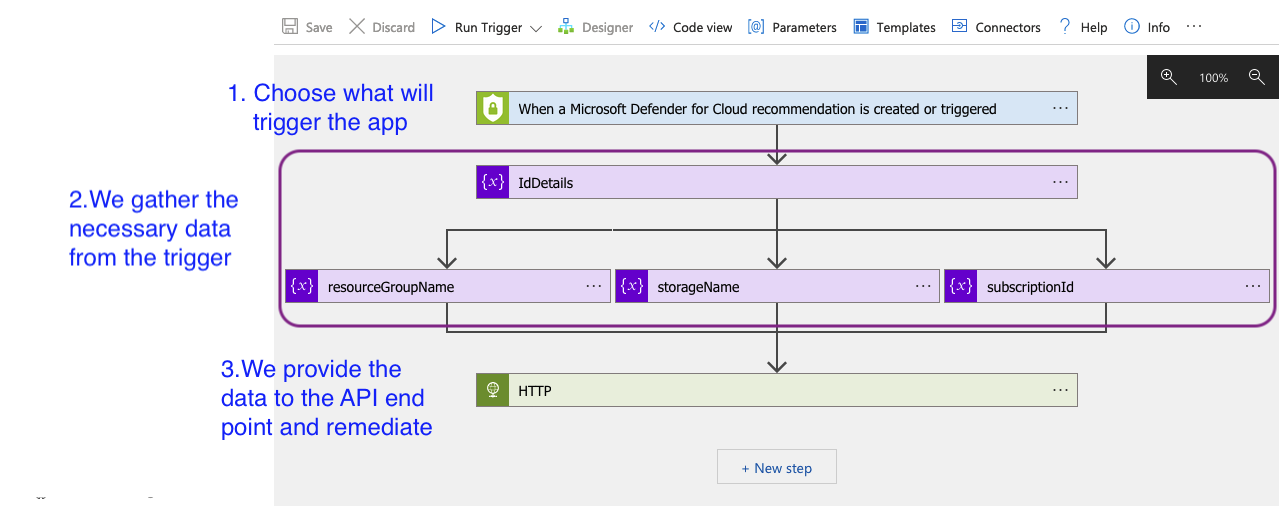 Save Discard Run Trigger Designer Code view [@] Parameters Templates Connectors ? Help Info ...
100%
1. Choose what will
trigger the app
When a Microsoft Defender for Cloud recommendation is created or triggered ...
{x} IdDetails ...
2.We gather the
necessary data
from the trigger
{x} resourceGroupName ... {x} storageName ... {x} subscriptionId ...
3.We provide the
data to the API end
point and remediate
HTTP ...
+ New step